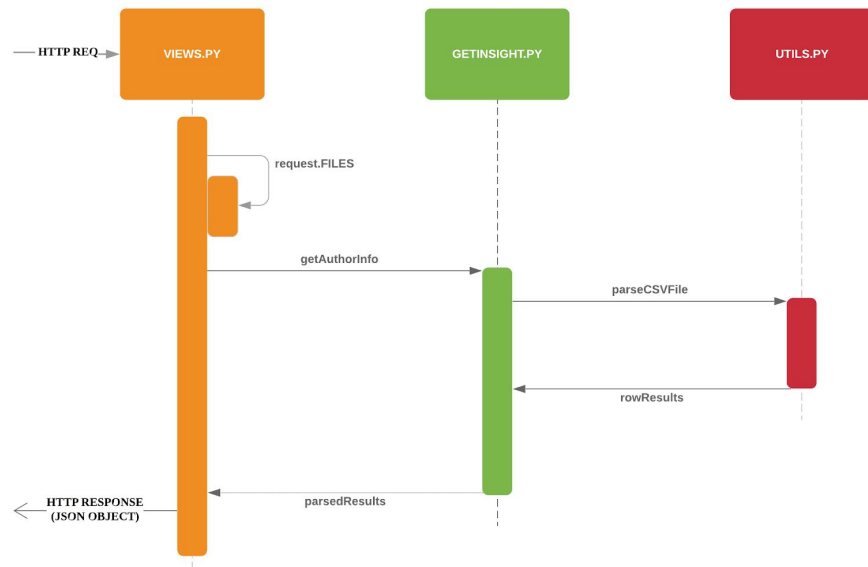 HTTP REQ
VIEWS.PY
GETINSIGHT.PY
UTILS.PY
request.FILES
getAuthorInfo
parseCSVFile
rowResults
parsedResults
HTTP RESPONSE
(JSON OBJECT)